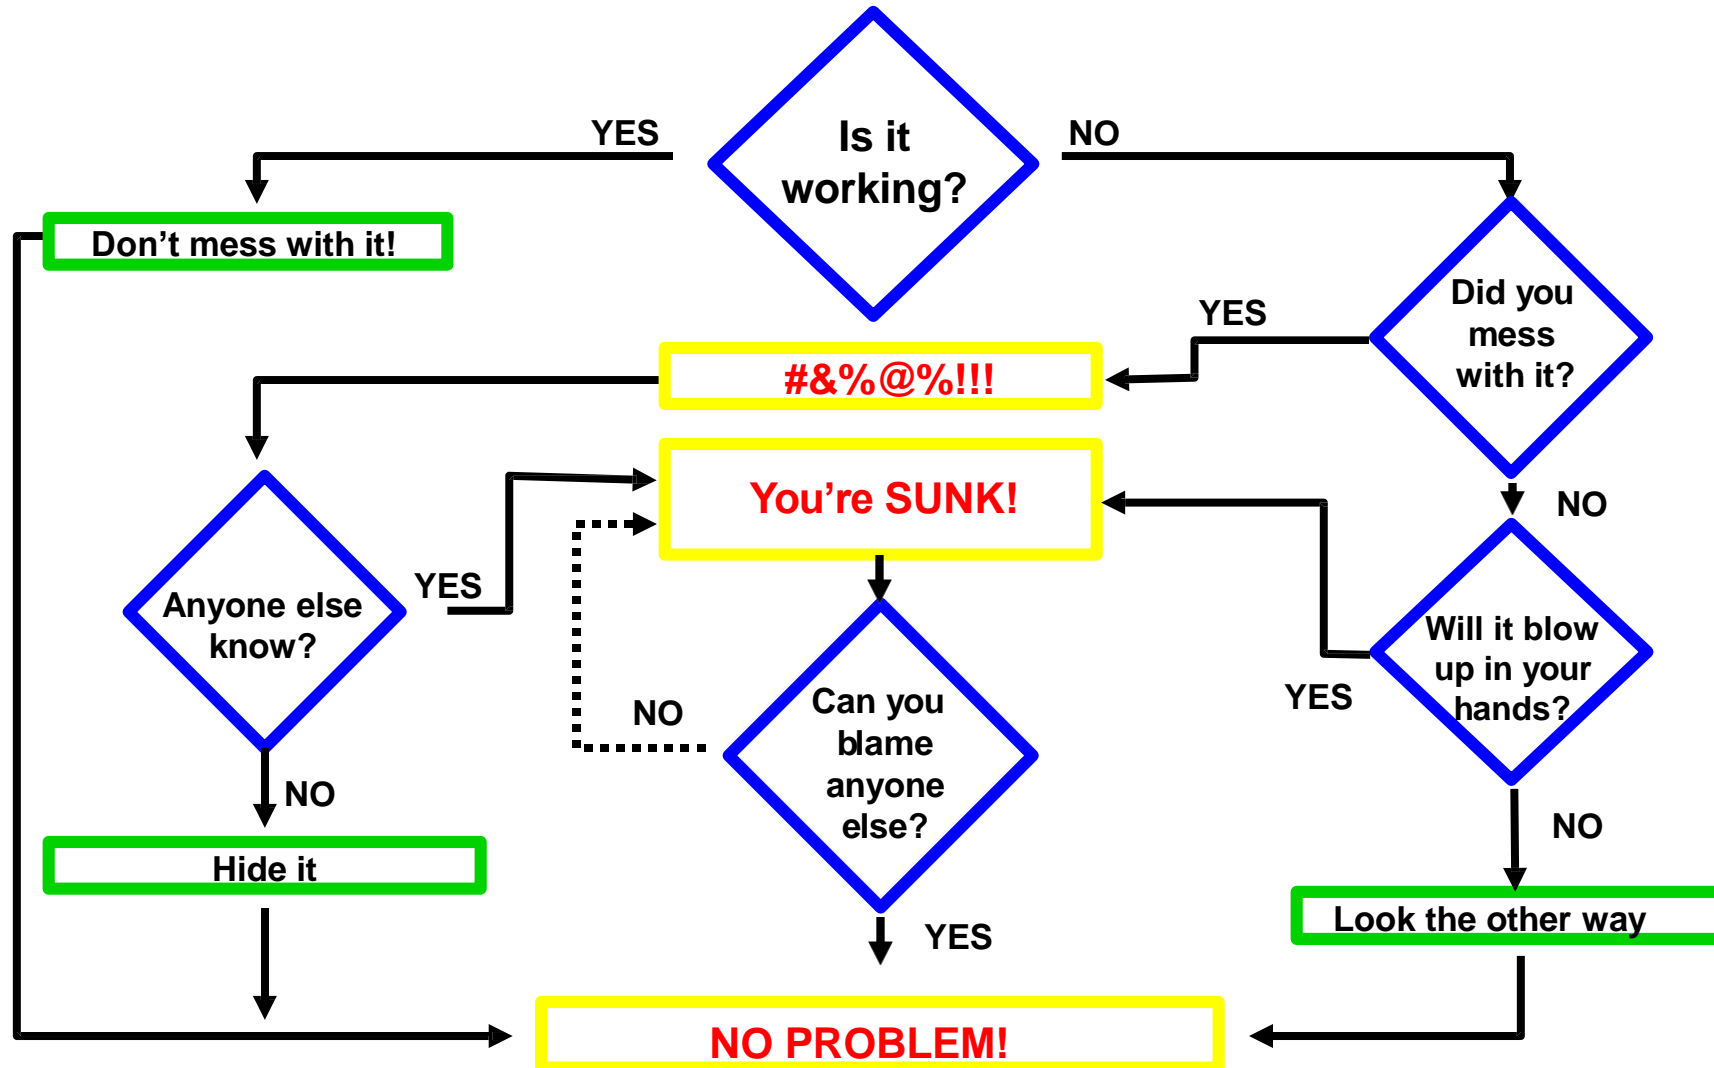 YES
Is it
working?
NO
Don’t mess with it!
Did you
mess
with it?
YES
#&%@%!!!
You’re SUNK!
NO
Anyone else
know?
YES
Will it blow
up in your
hands?
YES
Can you
blame
anyone
else?
NO
NO
Hide it
NO
Look the other way
YES
NO PROBLEM!